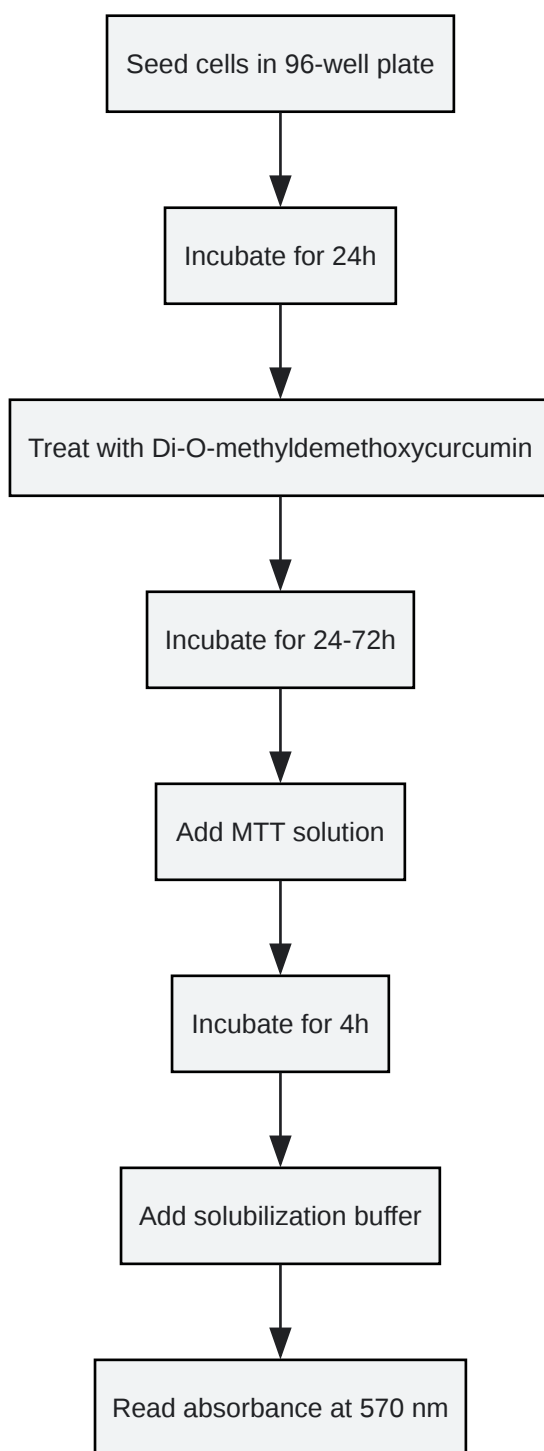 Seed cells in 96-well plate
Incubate for 24h
Treat with Di-O-methyldemethoxycurcumin
Incubate for 24-72h
Add MTT solution
Incubate for 4h
Add solubilization buffer
Read absorbance at 570 nm